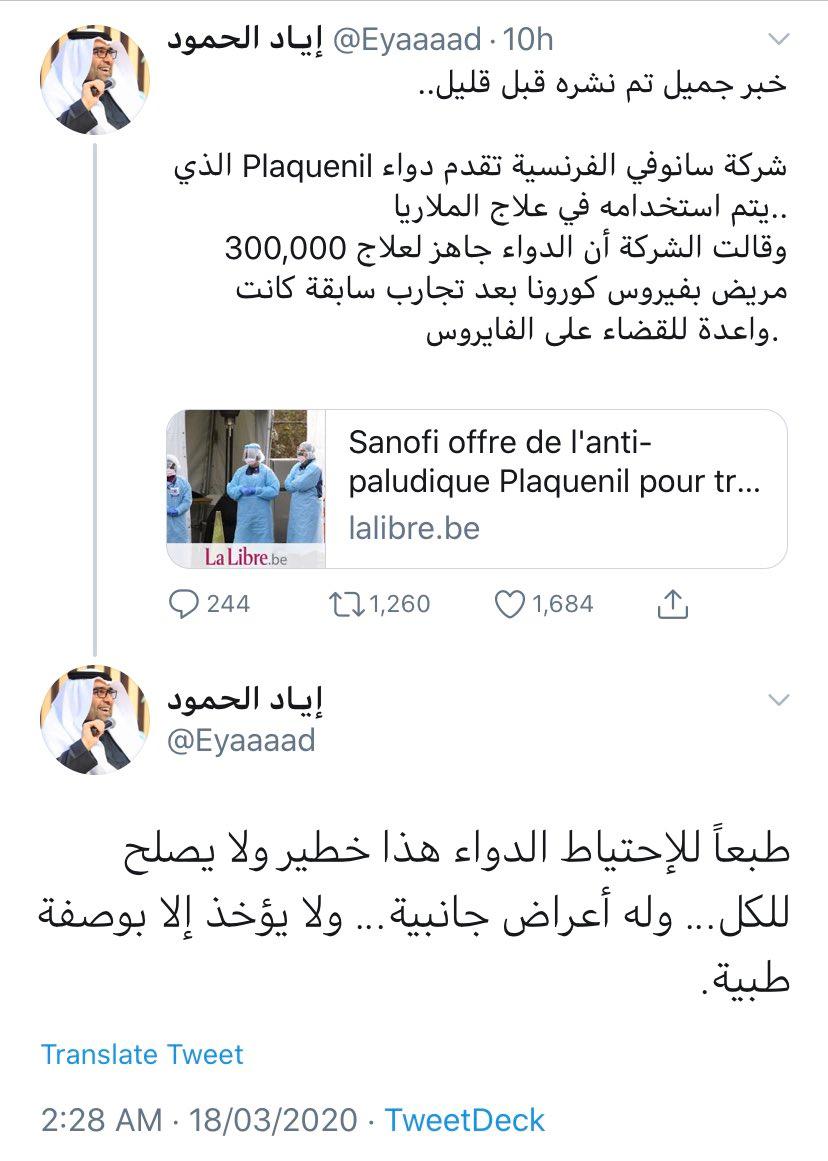 إياد الحمود @Eyaaaad · 10h
خبر جميل تم نشره قبل قليل..
شركة سانوفي الفرنسية تقدم دواء Plaquenil الذي
يتم استخدامه في علاج الملاريا..
وقالت الشركة أن الدواء جاهز لعلاج 300,000
مريض بفيروس كورونا بعد تجارب سابقة كانت
واعدة للقضاء على الفايروس.
Sanofi offre de l'anti-
paludique Plaquenil pour tr...
lalibre.be
LaLibre.be
244 1,260 1,684
إياد الحمود
@Eyaaaad
طبعاً للإحتياط الدواء هذا خطير ولا يصلح
للكل... وله أعراض جانبية... ولا يؤخذ إلا بوصفة
طبية.
Translate Tweet
2:28 AM · 18/03/2020 · TweetDeck